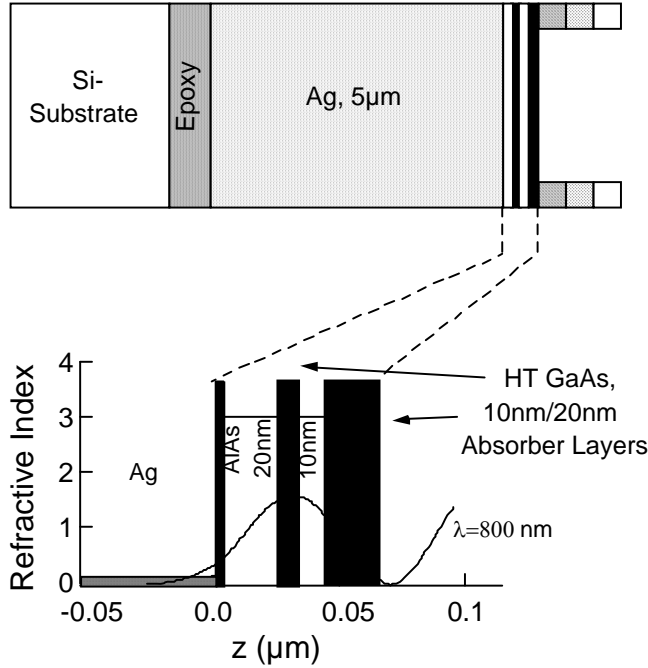 Si-
Substrate
Epoxy
Ag, 5µm
Refractive Index
4
3
2
1
0
Ag
AlAs
20nm
10nm
HT GaAs,
10nm/20nm
Absorber Layers
λ=800 nm
-0.05
0.0
0.05
0.1
z (µm)